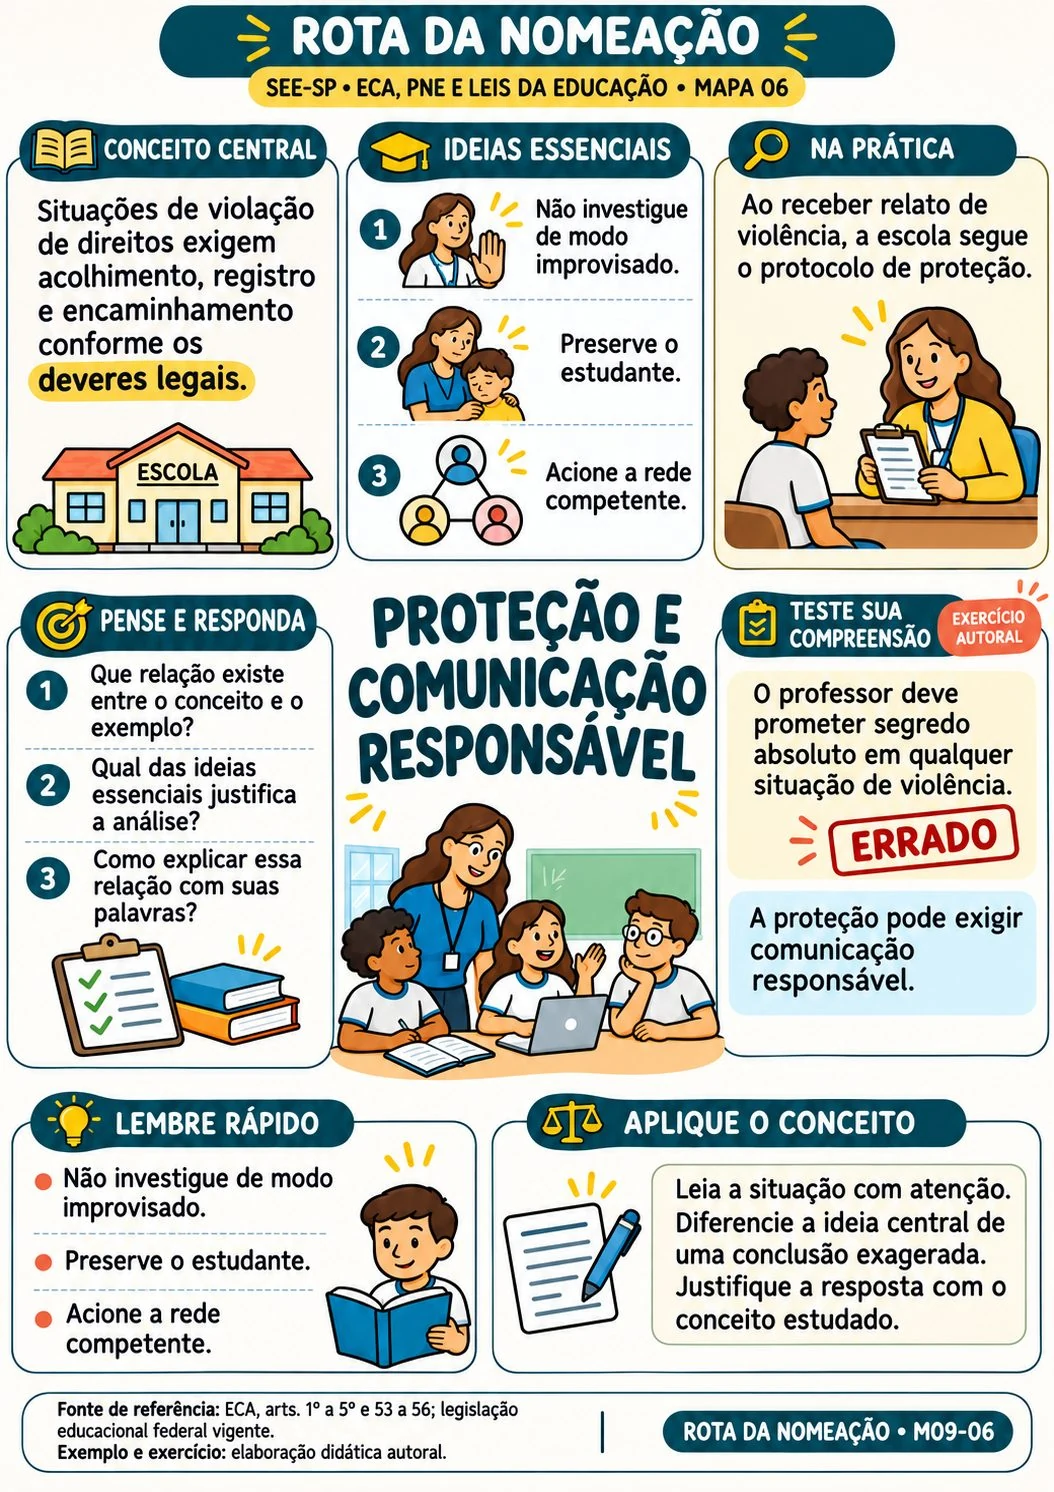 ROTA DA NOMEAÇÃO
SEE-SP • ECA, PNE E LEIS DA EDUCAÇÃO • MAPA 06
CONCEITO CENTRAL
Situações de violação
de direitos exigem
acolhimento, registro
e encaminhamento
conforme os
deveres legais.
ESCOLA
IDEIAS ESSENCIAIS
1
Não investigue
de modo
improvisado.
2
Preserve o
estudante.
3
Acione a rede
competente.
NA PRÁTICA
Ao receber relato de
violência, a escola segue
o protocolo de proteção.
PENSE E RESPONDA
1
Que relação existe
entre o conceito e o
exemplo?
2
Qual das ideias
essenciais justifica
a análise?
3
Como explicar essa
relação com suas
palavras?
PROTEÇÃO E
COMUNICAÇÃO
RESPONSÁVEL
TESTE SUA
COMPREENSÃO
EXERCÍCIO
AUTORAL
O professor deve
prometer segredo
absoluto em qualquer
situação de violência.
ERRADO
A proteção pode exigir
comunicação
responsável.
LEMBRE RÁPIDO
Não investigue de modo
improvisado.
Preserve o estudante.
Acione a rede
competente.
APLIQUE O CONCEITO
Leia a situação com atenção.
Diferencie a ideia central de
uma conclusão exagerada.
Justifique a resposta com o
conceito estudado.
Fonte de referência: ECA, arts. 1º a 5º e 53 a 56; legislação
educacional federal vigente.
Exemplo e exercício: elaboração didática autoral.
ROTA DA NOMEAÇÃO • M09-06